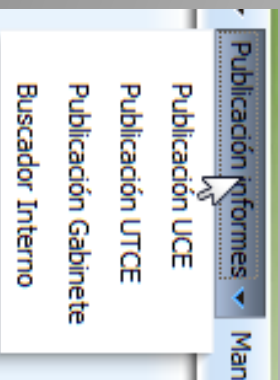 Publicación informes
Man
Publicación UCE
Publicación UTCE
Publicación Gabinete
Buscador Interno